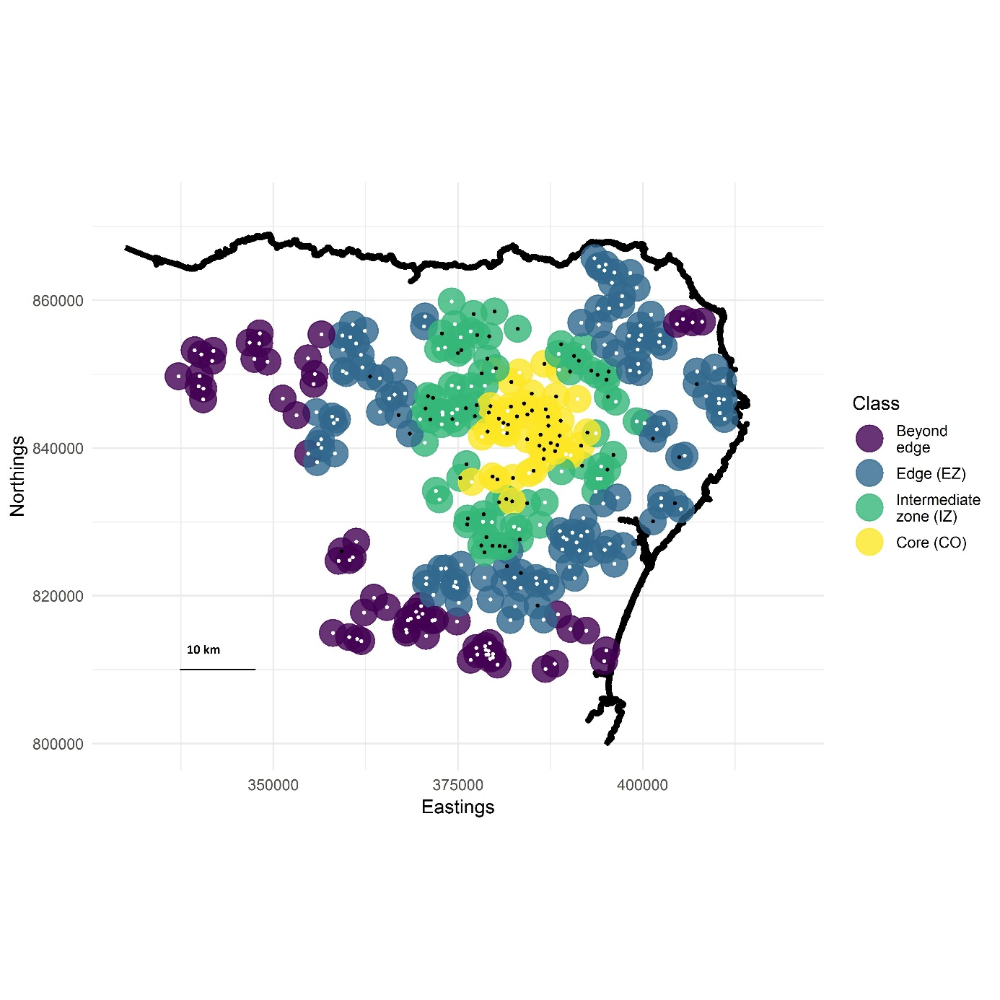 860000
840000
820000
800000
Northings
10 km
350000
375000
400000
Eastings
Class
Beyond
edge
Edge (EZ)
Intermediate
zone (IZ)
Core (CO)